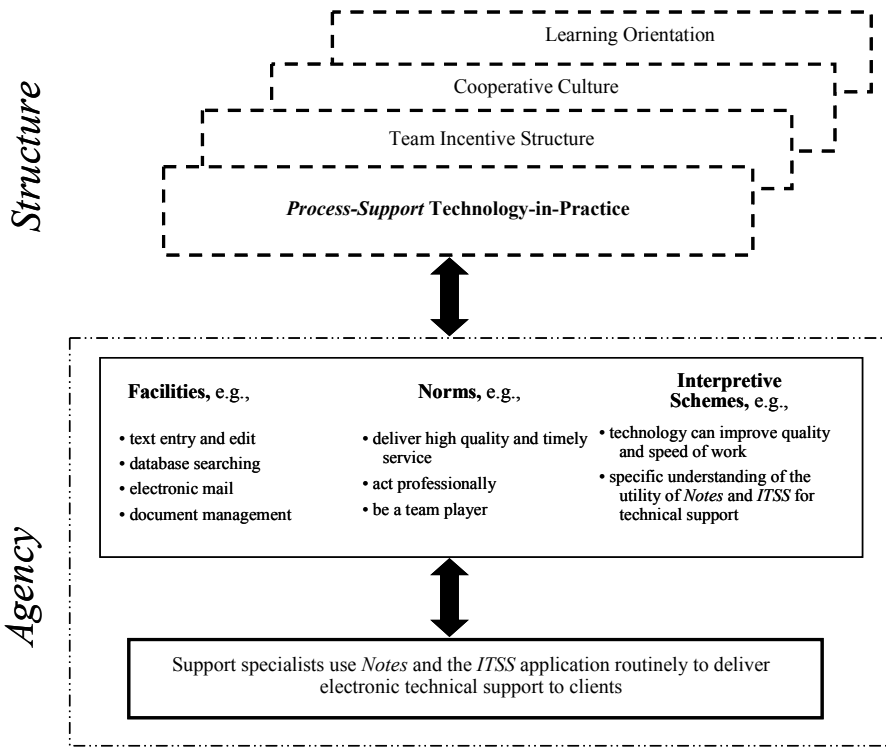 Structure
Learning Orientation
Cooperative Culture
Team Incentive Structure
Process-Support Technology-in-Practice
Agency
Facilities, e.g.,
• text entry and edit
• database searching
• electronic mail
• document management
Norms, e.g.,
• deliver high quality and timely
service
• act professionally
• be a team player
Interpretive
Schemes, e.g.,
• technology can improve quality
and speed of work
• specific understanding of the
utility of Notes and ITSS for
technical support
Support specialists use Notes and the ITSS application routinely to deliver
electronic technical support to clients